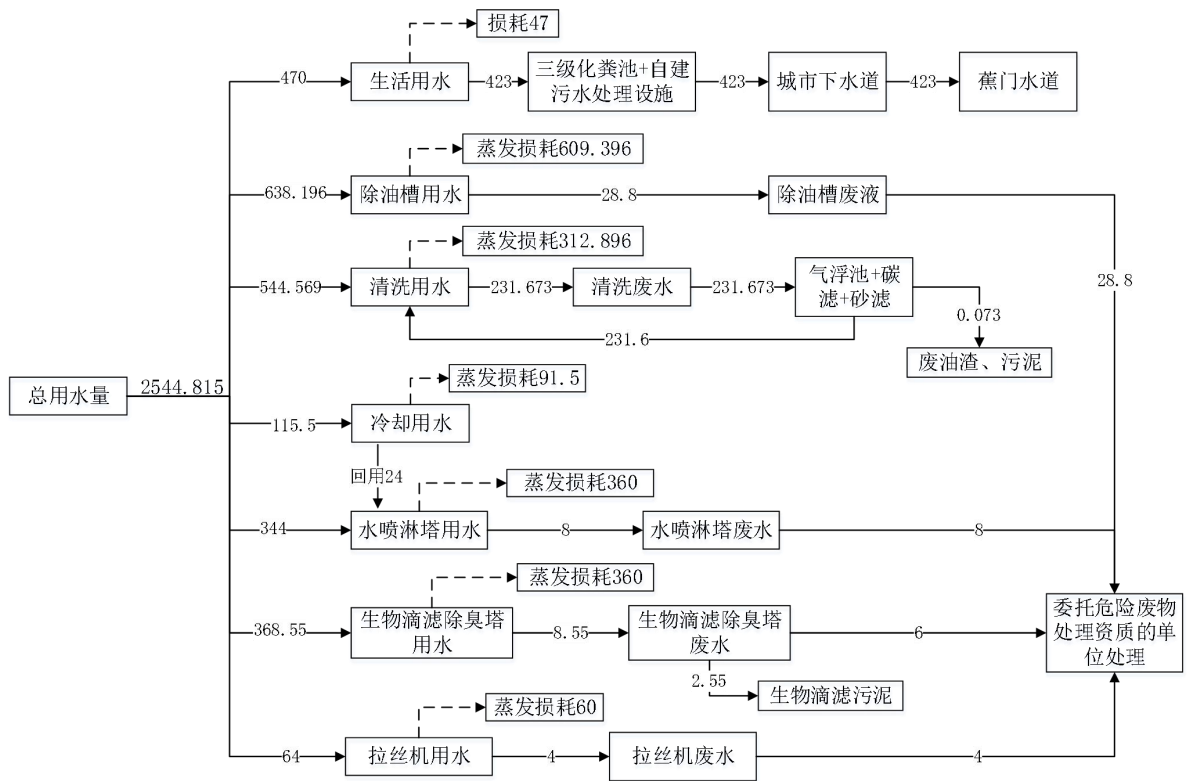 损耗47
470
生活用水
423
三级化粪池+自建
污水处理设施
423
城市下水道
423
蕉门水道
蒸发损耗609.396
638.196
除油槽用水
28.8
除油槽废液
蒸发损耗312.896
544.569
清洗用水
231.673
清洗废水
231.673
气浮池+碳
滤+砂滤
28.8
0.073
231.6
废油渣、污泥
蒸发损耗91.5
总用水量
2544.815
115.5
冷却用水
回用24
蒸发损耗360
344
水喷淋塔用水
8
水喷淋塔废水
8
蒸发损耗360
368.55
生物滴滤除臭塔
用水
8.55
生物滴滤除臭塔
废水
6
委托危险废物
处理资质的单
位处理
2.55
生物滴滤污泥
蒸发损耗60
64
拉丝机用水
4
拉丝机废水
4